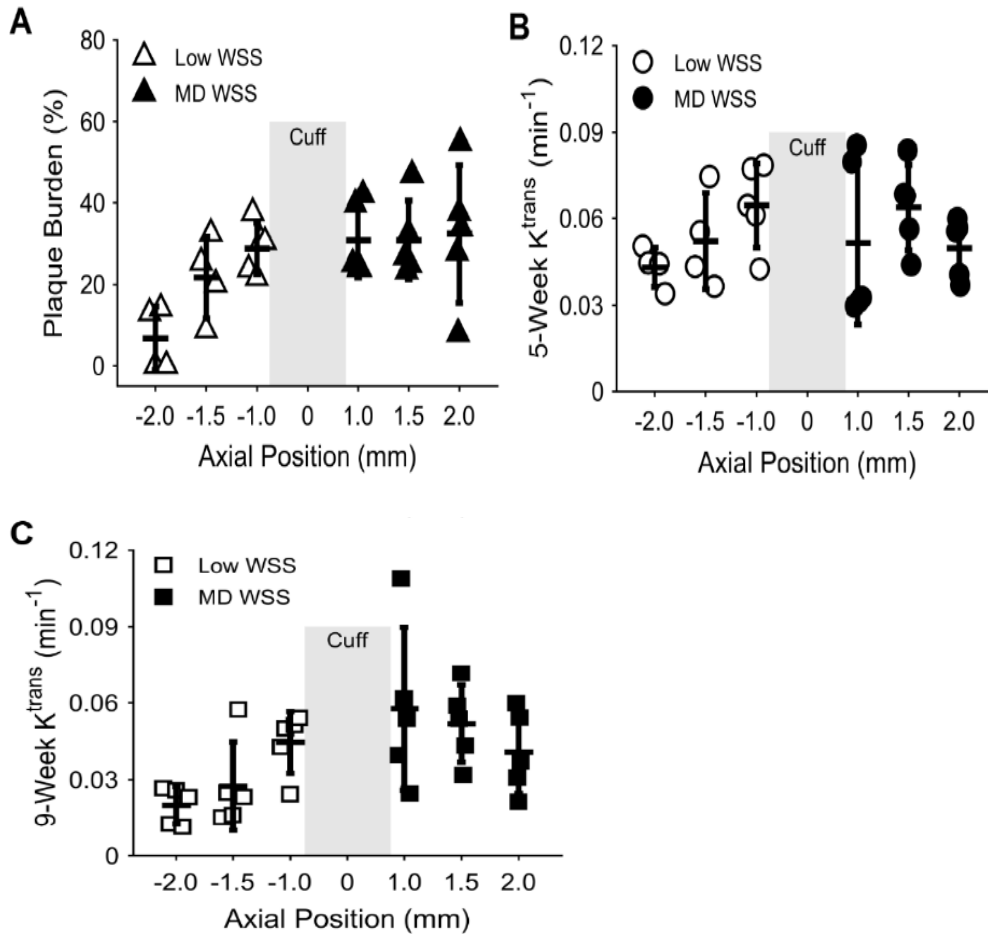 A
Plaque Burden (%)
80
60
40
20
0
Low WSS
MD WSS
Cuff
-2.0 -1.5 -1.0 0 1.0 1.5 2.0
Axial Position (mm)
B
5-Week K^trans (min^-1)
0.12
0.09
0.06
0.03
0
Low WSS
MD WSS
Cuff
-2.0 -1.5 -1.0 0 1.0 1.5 2.0
Axial Position (mm)
C
9-Week K^trans (min^-1)
0.12
0.09
0.06
0.03
0
Low WSS
MD WSS
Cuff
-2.0 -1.5 -1.0 0 1.0 1.5 2.0
Axial Position (mm)